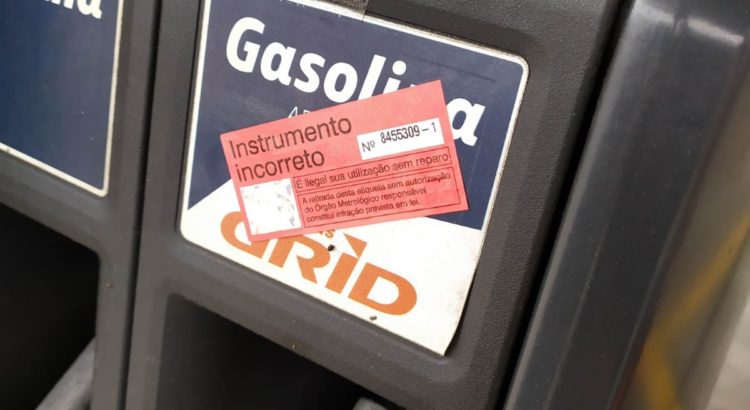 Gasolina
Instrumento
incorreto
Nº 8455309-1
É ilegal sua utilização sem reparo
A retirada desta etiqueta sem autorização
do Órgão Metrológico responsável
constitui infração prevista em lei.
GRID